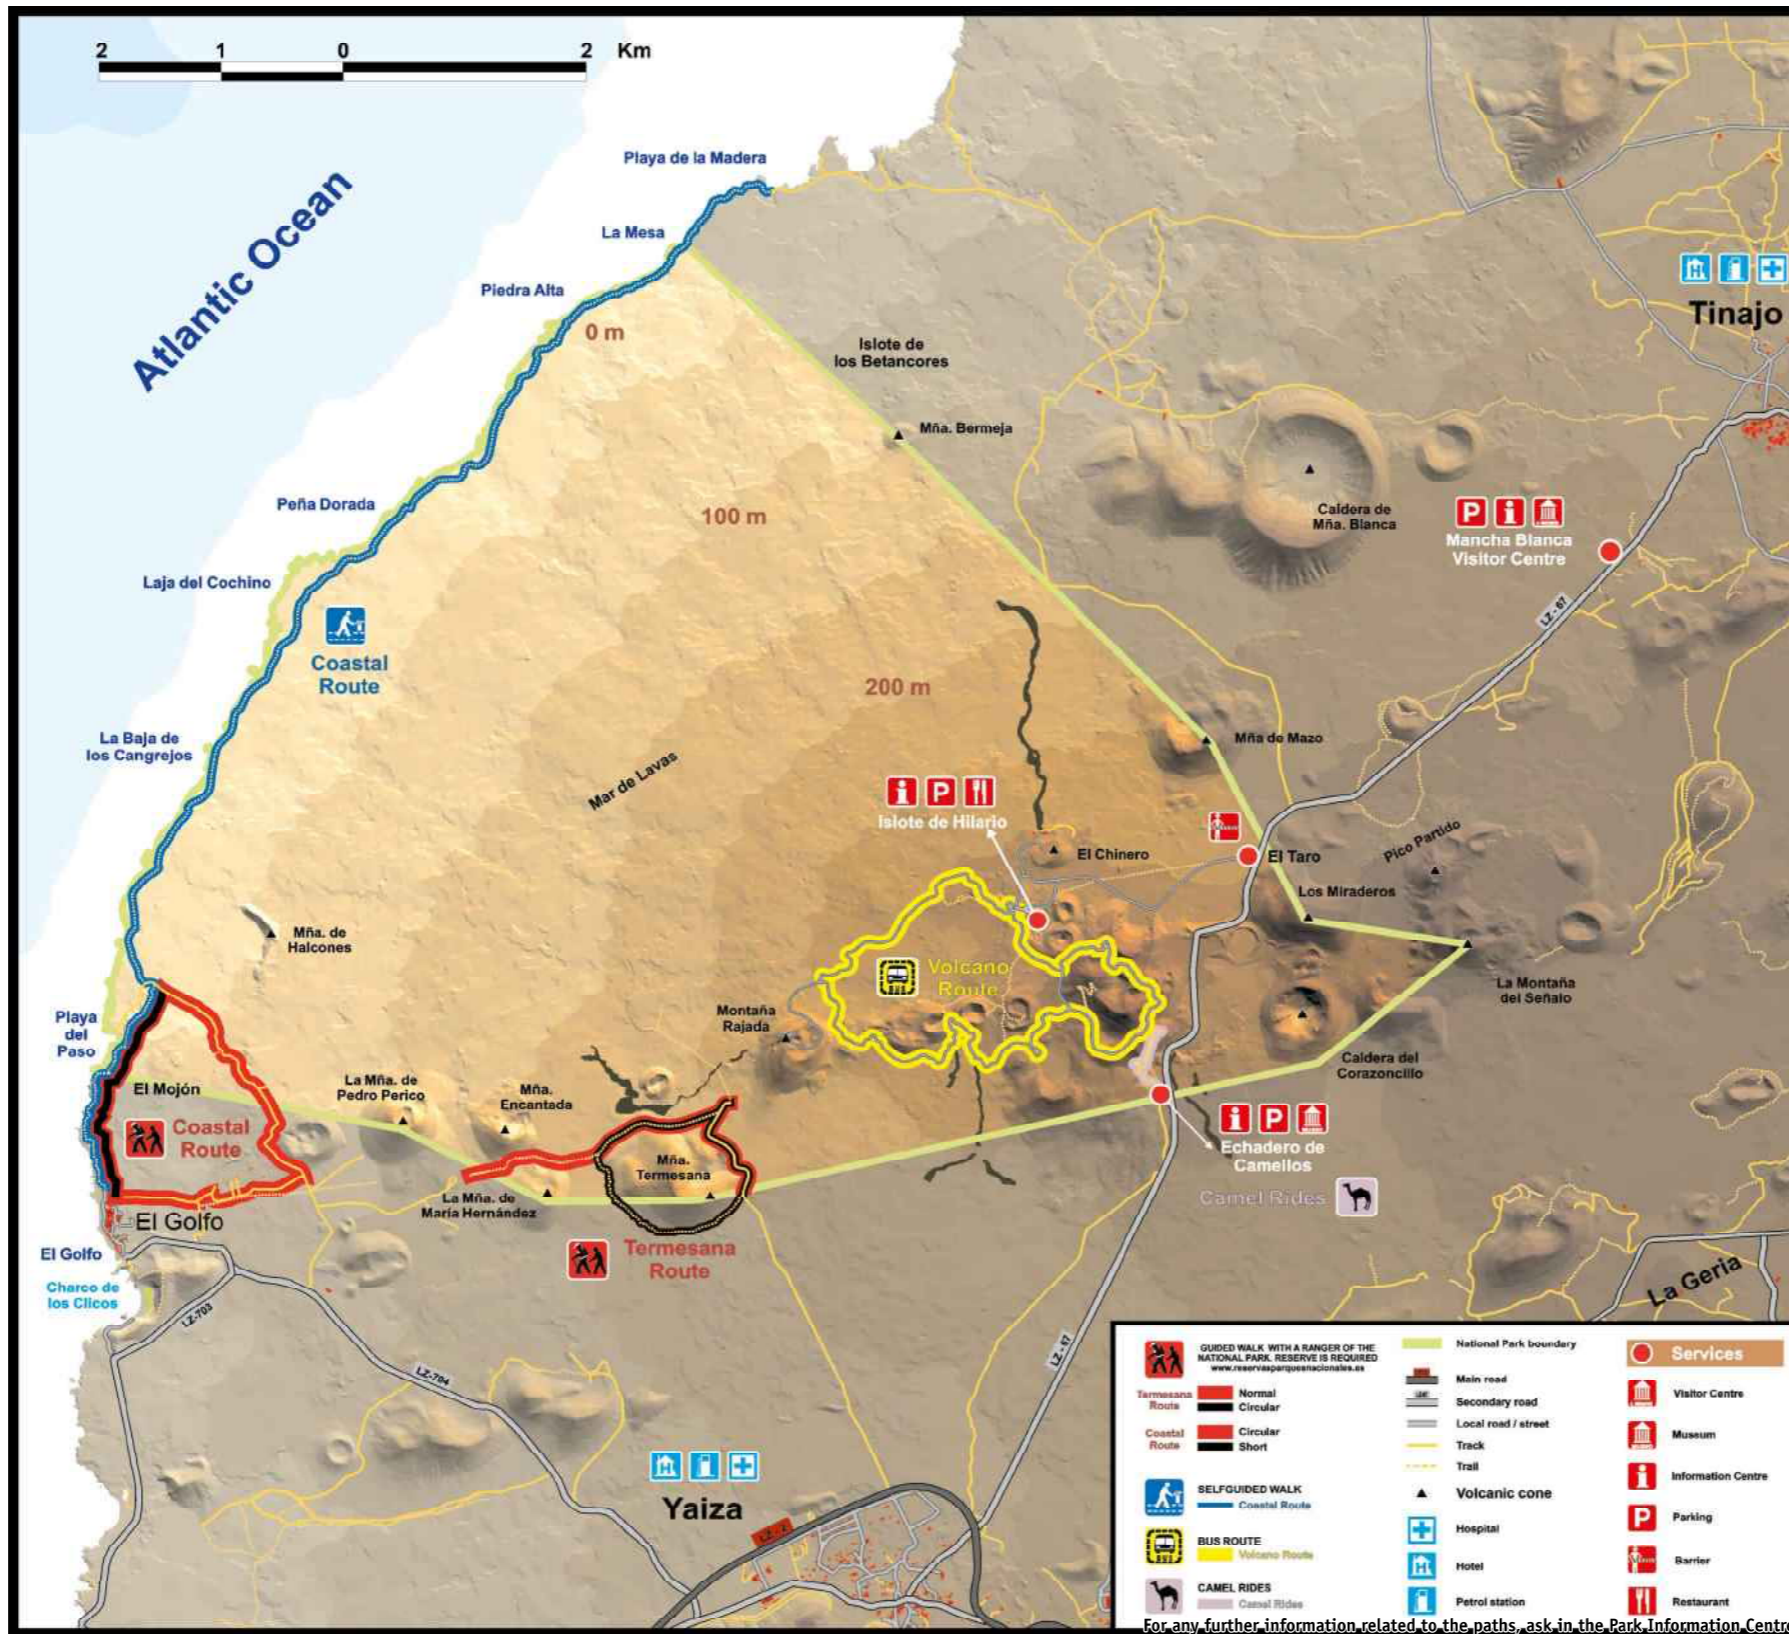 2 1 0 2 Km
Playa de la Madera
La Mesa
Piedra Alta
Atlantic Ocean
0 m
Islote de
los Betancores
Tinajo
Mña. Bermeja
Peña Dorada
100 m
Caldera de
Mña. Blanca
Mancha Blanca
Visitor Centre
Laja del Cochino
LZ - 67
Coastal
Route
200 m
La Baja de
los Cangrejos
Mña de Mazo
Mar de Lavas
Islote de Hilario
El Chinero
El Taro
Pico Partido
Los Miraderos
Mña. de
Halcones
Volcano
Route
La Montaña
del Señalo
Montaña
Rajada
Playa
del
Paso
Caldera del
Corazoncillo
El Mojón
La Mña. de
Pedro Perico
Mña.
Encantada
Coastal
Route
Mña.
Termesana
Echadero de
Camellos
La Mña. de
María Hernández
Camel Rides
El Golfo
El Golfo
Termesana
Route
Charco de
los Clicos
La Geria
LZ-703
LZ-704
LZ - 67
Yaiza
LZ - 2
GUIDED WALK WITH A RANGER OF THE
NATIONAL PARK. RESERVE IS REQUIRED
www.reservasparquesnacionales.es
Termesana
Route
Normal
Circular
Coastal
Route
Circular
Short
SELFGUIDED WALK
Coastal Route
BUS ROUTE
Volcano Route
CAMEL RIDES
Camel Rides
National Park boundary
Main road
Secondary road
Local road / street
Track
Trail
Volcanic cone
Hospital
Hotel
Petrol station
Services
Visitor Centre
Museum
Information Centre
Parking
Barrier
Restaurant
For any further information related to the paths, ask in the Park Information Centre